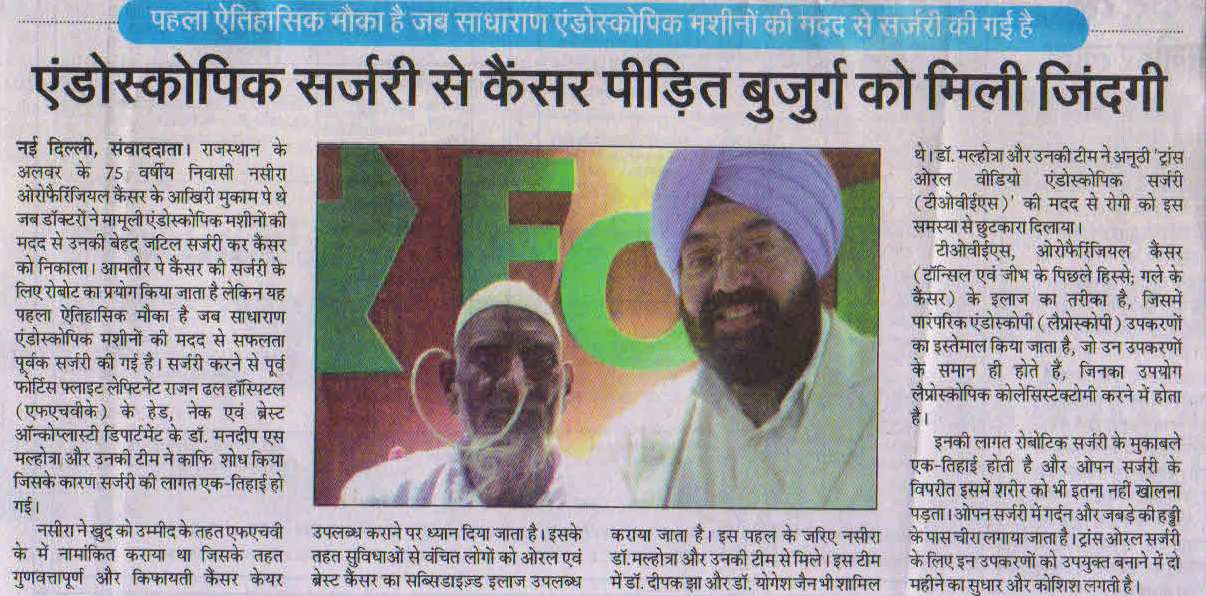 पहला ऐतिहासिक मौका है जब साधाराण एंडोस्कोपिक मशीनों की मदद से सर्जरी की गई है
एंडोस्कोपिक सर्जरी से कैंसर पीड़ित बुजुर्ग को मिली जिंदगी
नई दिल्ली, संवाददाता। राजस्थान के
अलवर के 75 वर्षीय निवासी नसीरा
ओरोफैरिंजियल कैंसर के आखिरी मुकाम पे थे
जब डॉक्टरों ने मामूली एंडोस्कोपिक मशीनों की
मदद से उनकी बेहद जटिल सर्जरी कर कैंसर
को निकाला। आमतौर पे कैंसर की सर्जरी के
लिए रोबोट का प्रयोग किया जाता है लेकिन यह
पहला ऐतिहासिक मौका है जब साधाराण
एंडोस्कोपिक मशीनों की मदद से सफलता
पूर्वक सर्जरी की गई है। सर्जरी करने से पूर्व
फोर्टिस फ्लाइट लेफ्टिनेंट राजन ढल हॉस्पिटल
(एफएचवीके) के हेड, नेक एवं ब्रेस्ट
ऑन्कोप्लास्टी डिपार्टमेंट के डॉ. मनदीप एस
मल्होत्रा और उनकी टीम ने काफि शोध किया
जिसके कारण सर्जरी की लागत एक-तिहाई हो
गई।
नसीरा ने खुद को उम्मीद के तहत एफएचवी
के में नामांकित कराया था जिसके तहत
गुणवत्तापूर्ण और किफायती कैंसर केयर
FO
उपलब्ध कराने पर ध्यान दिया जाता है। इसके
तहत सुविधाओं से वंचित लोगों को ओरल एवं
ब्रेस्ट कैंसर का सब्सिडाइज़्ड इलाज उपलब्ध
कराया जाता है। इस पहल के जरिए नसीरा
डॉ. मल्होत्रा और उनकी टीम से मिले। इस टीम
में डॉ. दीपक झा और डॉ. योगेश जैन भी शामिल
थे। डॉ. मल्होत्रा और उनकी टीम ने अनूठी 'ट्रांस
ओरल वीडियो एंडोस्कोपिक सर्जरी
(टीओवीईएस)' की मदद से रोगी को इस
समस्या से छुटकारा दिलाया।
टीओवीईएस, ओरोफैरिंजियल कैंसर
(टॉन्सिल एवं जीभ के पिछले हिस्से; गले के
कैंसर) के इलाज का तरीका है, जिसमें
पारंपरिक एंडोस्कोपी (लैप्रोस्कोपी) उपकरणों
का इस्तेमाल किया जाता है, जो उन उपकरणों
के समान ही होते हैं, जिनका उपयोग
लैप्रोस्कोपिक कोलेसिस्टेक्टोमी करने में होता
है।
इनकी लागत रोबोटिक सर्जरी के मुकाबले
एक-तिहाई होती है और ओपन सर्जरी के
विपरीत इसमें शरीर को भी इतना नहीं खोलना
पड़ता। ओपन सर्जरी में गर्दन और जबड़े की हड्डी
के पास चीरा लगाया जाता है। ट्रांस ओरल सर्जरी
के लिए इन उपकरणों को उपयुक्त बनाने में दो
महीने का सुधार और कोशिश लगती है।